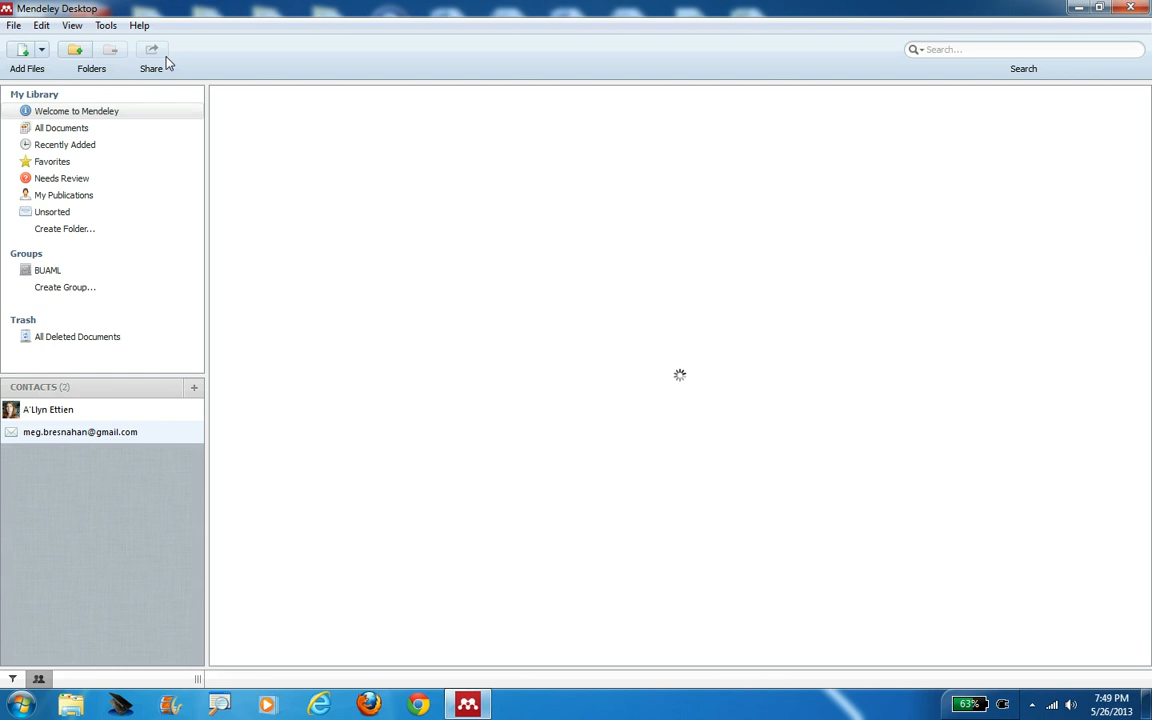 Mendeley Desktop
File Edit View Tools Help
Search...
Add Files Folders Share Search
My Library
Welcome to Mendeley
All Documents
Recently Added
Favorites
Needs Review
My Publications
Unsorted
Create Folder...
Groups
BUAML
Create Group...
Trash
All Deleted Documents
CONTACTS (2)
A'Llyn Ettien
meg.bresnahan@gmail.com
63%
7:49 PM
5/26/2013